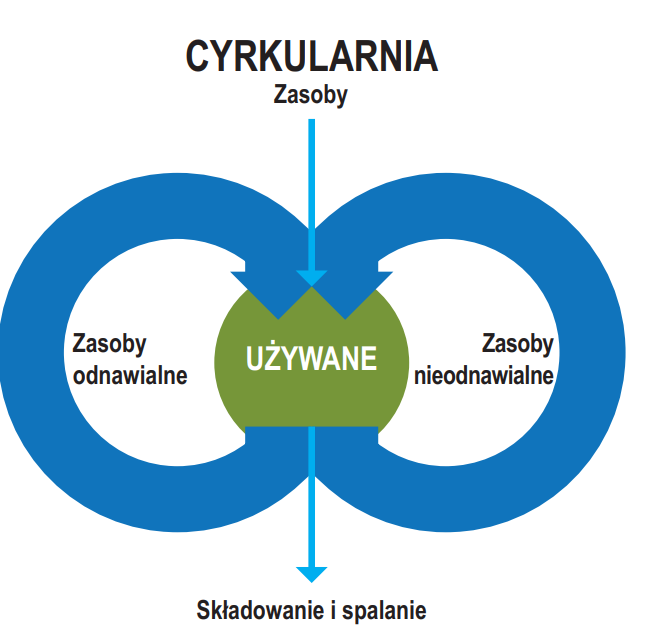 CYRKULARNIA
Zasoby
Zasoby
odnawialne
UŻYWANE
Zasoby
nieodnawialne
Składowanie i spalanie